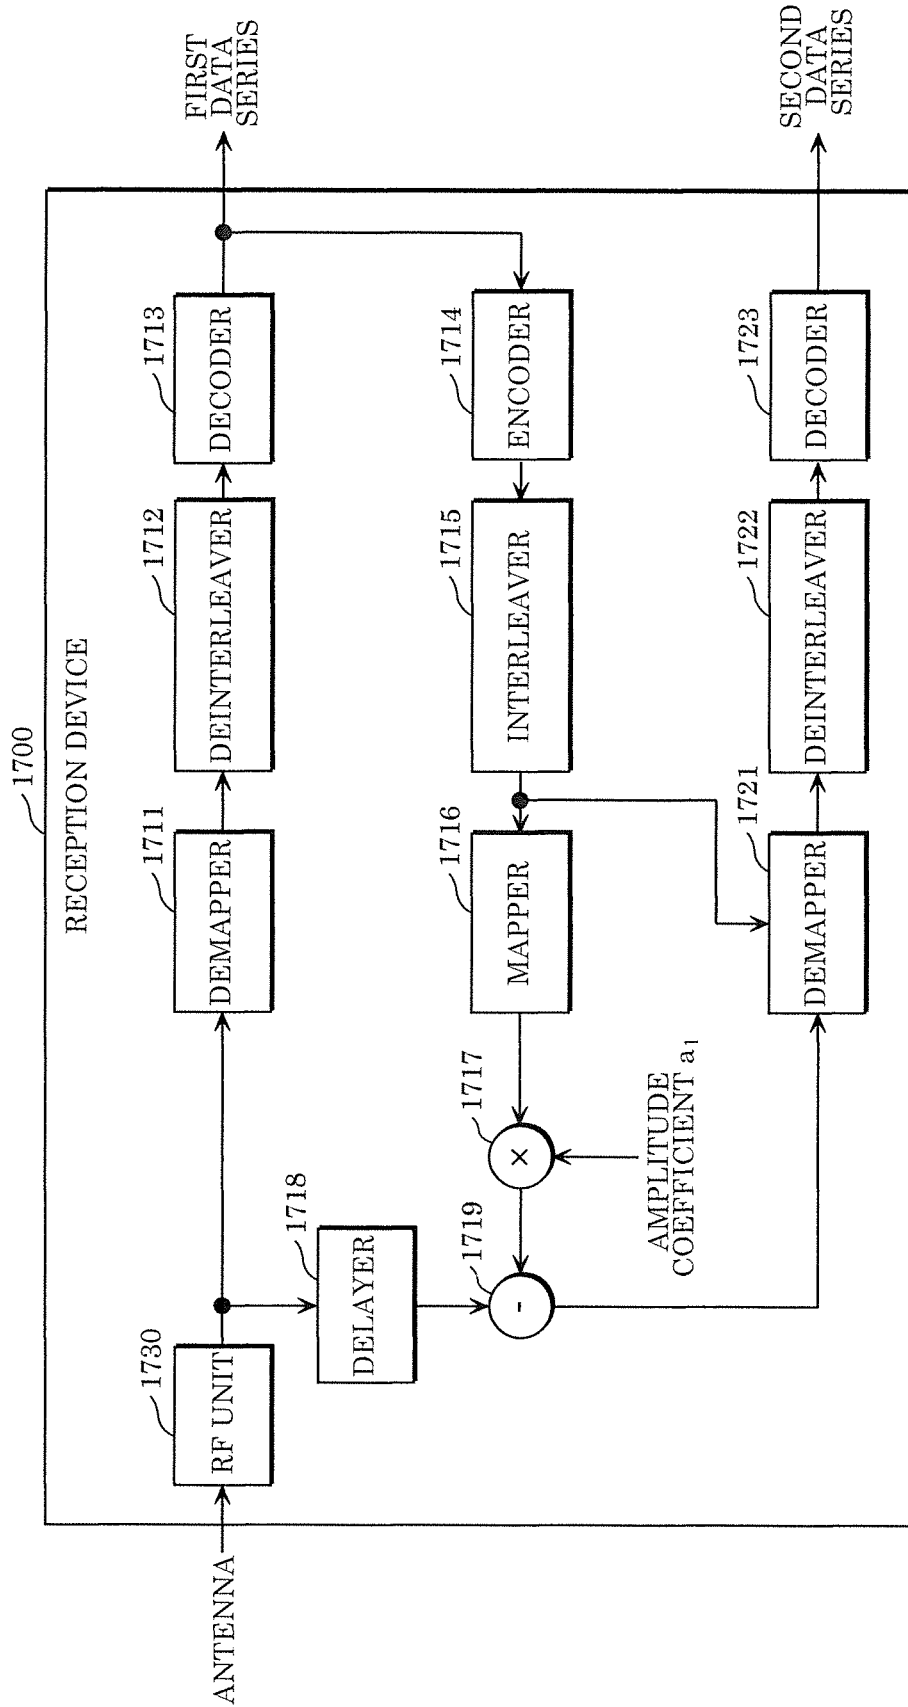 1700
RECEPTION DEVICE
ANTENNA
1730
RF UNIT
1711
DEMAPPER
1712
DEINTERLEAVER
1713
DECODER
FIRST
DATA
SERIES
1718
DELAYER
1719
-
1717
×
AMPLITUDE
COEFFICIENT a₁
1716
MAPPER
1715
INTERLEAVER
1714
ENCODER
1721
DEMAPPER
1722
DEINTERLEAVER
1723
DECODER
SECOND
DATA
SERIES